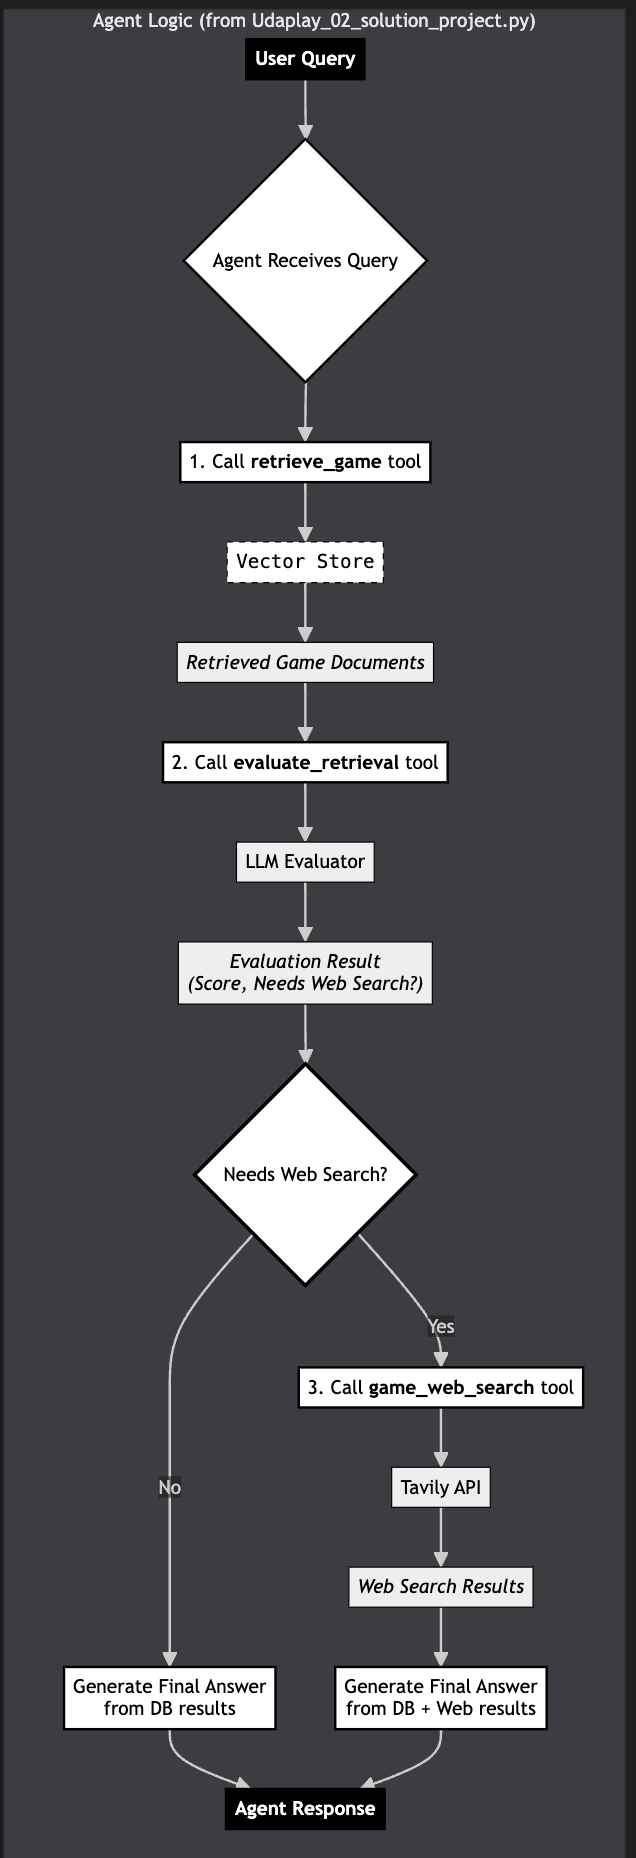 Agent Logic (from Udaplay_02_solution_project.py)
User Query
Agent Receives Query
1. Call retrieve_game tool
Vector Store
Retrieved Game Documents
2. Call evaluate_retrieval tool
LLM Evaluator
Evaluation Result
(Score, Needs Web Search?)
Needs Web Search?
Yes
3. Call game_web_search tool
No
Tavily API
Web Search Results
Generate Final Answer
from DB results
Generate Final Answer
from DB + Web results
Agent Response